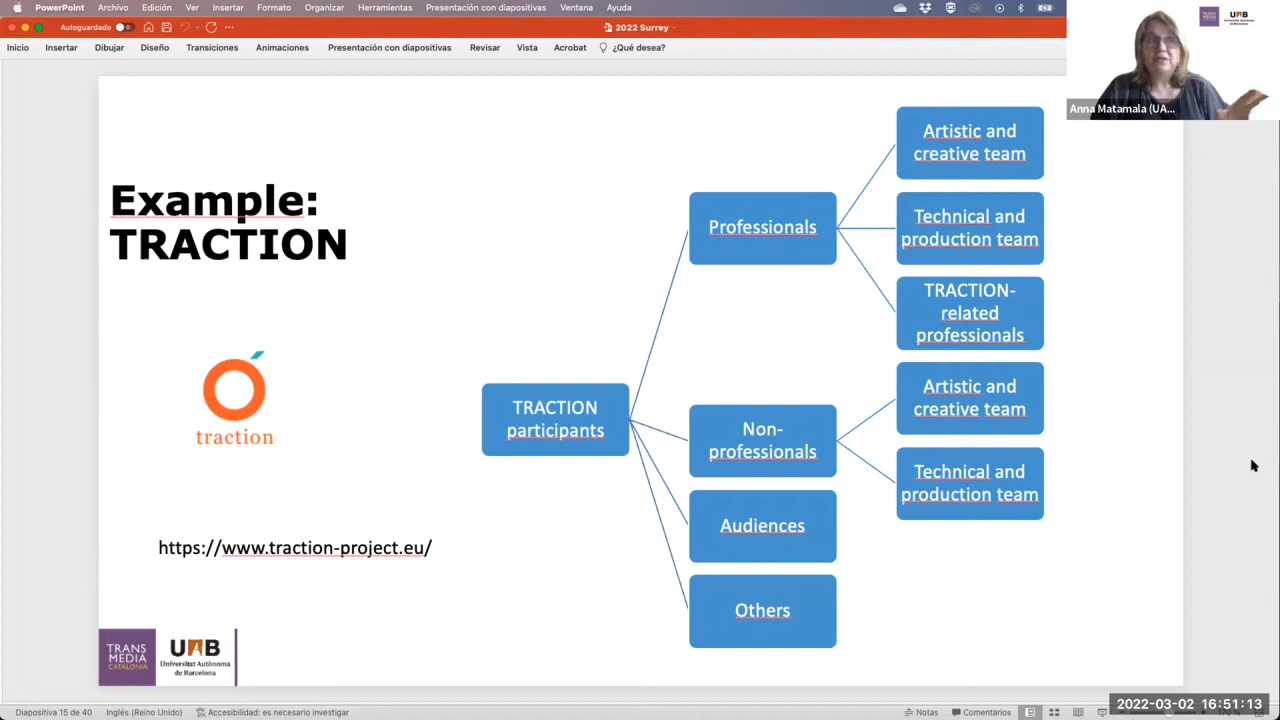 PowerPoint Archivo Edición Ver Insertar Formato Organizar Herramientas Presentación con diapositivas Ventana Ayuda
Autoguardado
2022 Surrey
Inicio Insertar Dibujar Diseño Transiciones Animaciones Presentación con diapositivas Revisar Vista Acrobat ¿Qué desea?
TRANS
MEDIA
UAB
Anna Matamala (UA...
Example:
TRACTION
traction
https://www.traction-project.eu/
TRACTION
participants
Professionals
Artistic and
creative team
Technical and
production team
TRACTION-
related
professionals
Non-
professionals
Artistic and
creative team
Technical and
production team
Audiences
Others
TRANS
MEDIA
CATALONIA
UAB
Universitat Autònoma
de Barcelona
Diapositiva 15 de 40 Inglés (Reino Unido) Accesibilidad: es necesario investigar Notas Comentarios
2022-03-02 16:51:13